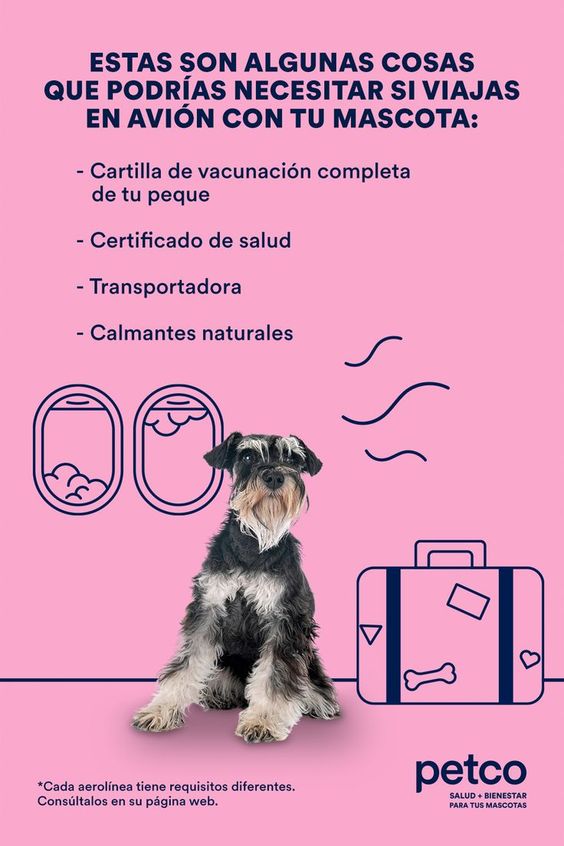 ESTAS SON ALGUNAS COSAS
QUE PODRÍAS NECESITAR SI VIAJAS
EN AVIÓN CON TU MASCOTA:
- Cartilla de vacunación completa
de tu peque
- Certificado de salud
- Transportadora
- Calmantes naturales
*Cada aerolínea tiene requisitos diferentes.
Consúltalos en su página web.
petco
SALUD + BIENESTAR
PARA TUS MASCOTAS